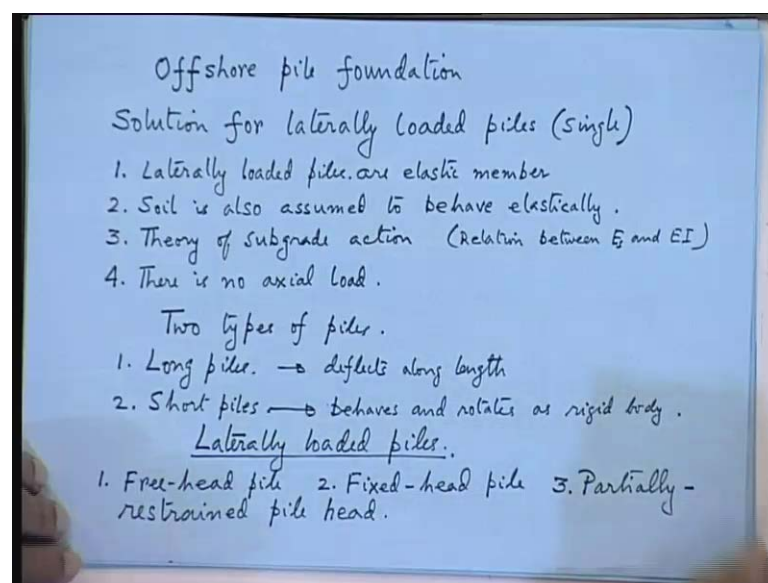 Offshore pile foundation
Solution for laterally loaded piles (single)
1. Laterally loaded piles are elastic member
2. Soil is also assumed to behave elastically.
3. Theory of subgrade action (Relation between Es and EI)
4. There is no axial load.
Two types of piles.
1. Long piles. → deflects along length
2. Short piles → behaves and rotates as rigid body.
Laterally loaded piles.
1. Free-head pile 2. Fixed-head pile 3. Partially-
restrained pile head.